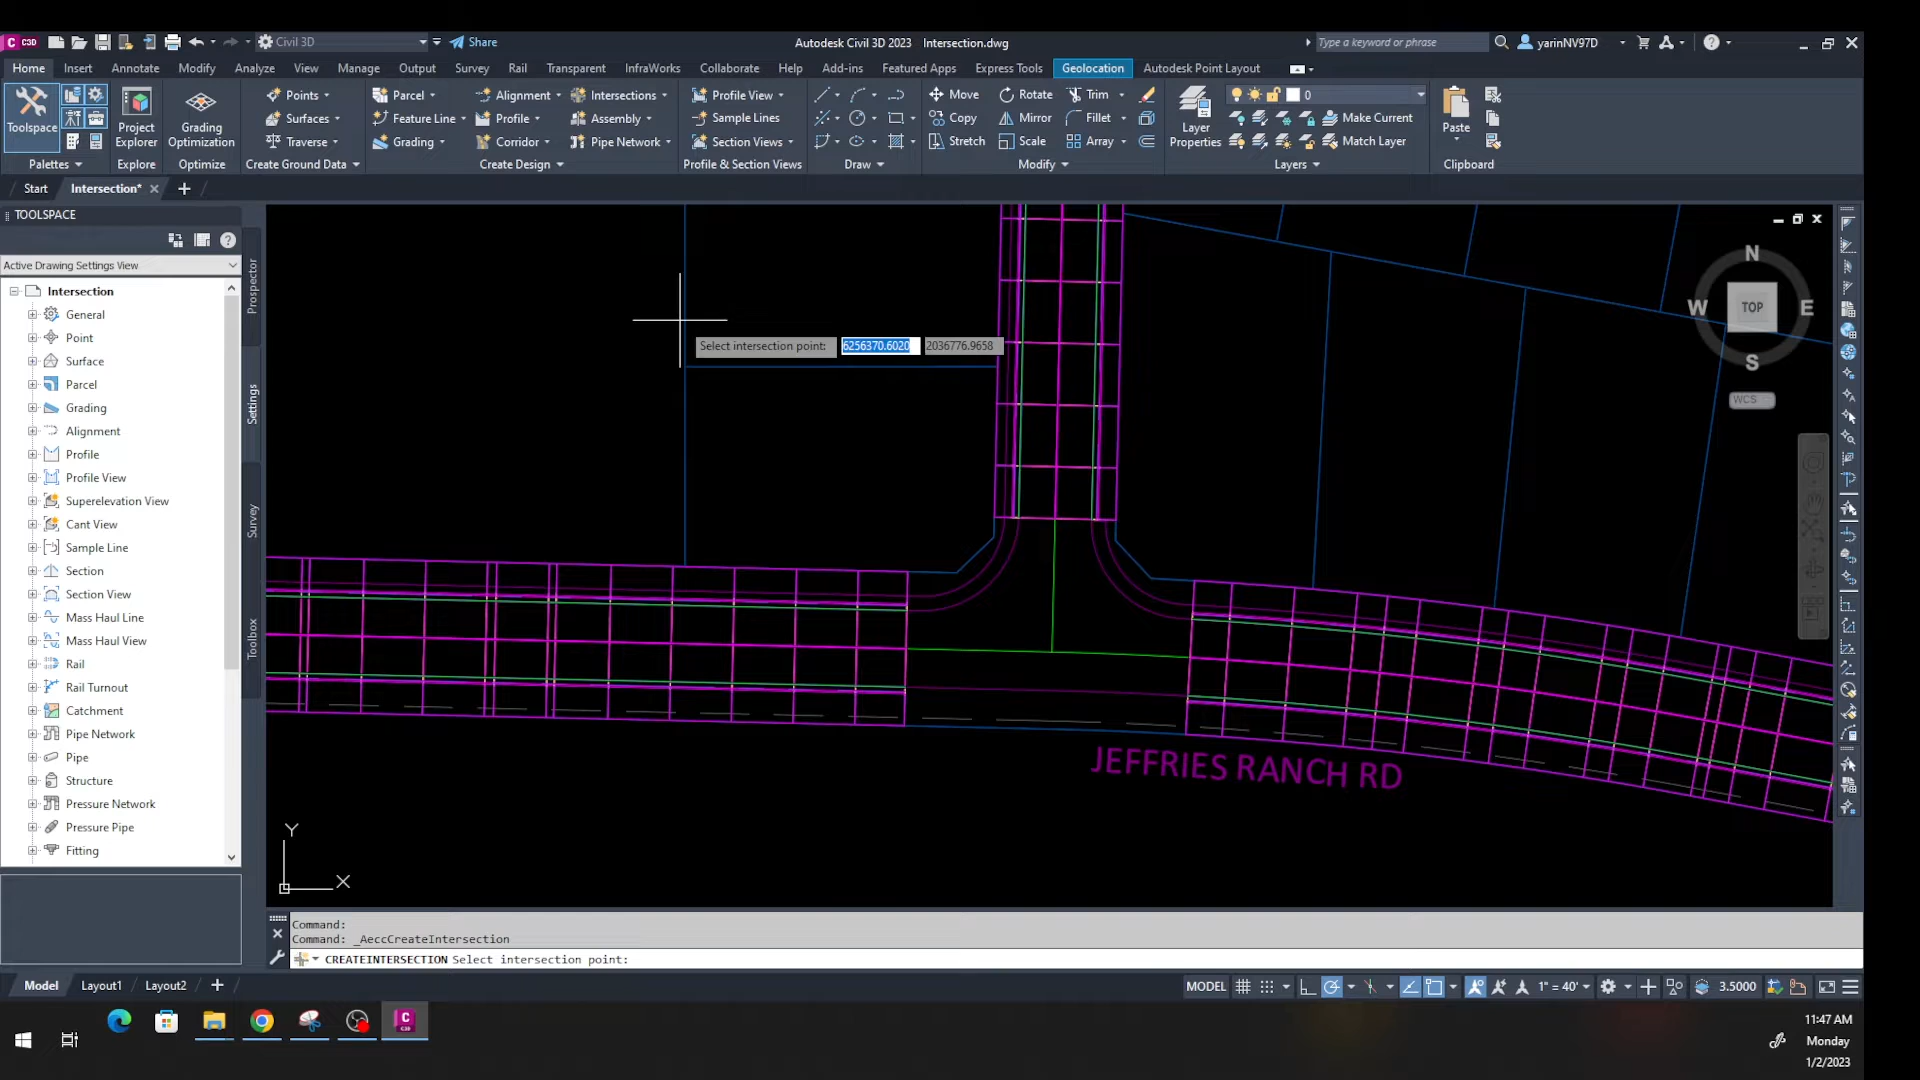 C C3D Civil 3D Share Autodesk Civil 3D 2023 Intersection.dwg Type a keyword or phrase yarinNV97D
Home Insert Annotate Modify Analyze View Manage Output Survey Rail Transparent InfraWorks Collaborate Help Add-ins Featured Apps Express Tools Geolocation Autodesk Point Layout
Points Parcel Alignment Intersections Profile View Move Rotate Trim 0
Surfaces Feature Line Profile Assembly Sample Lines Copy Mirror Fillet Make Current
Toolspace Project Explorer Grading Optimization Traverse Grading Corridor Pipe Network Section Views Stretch Scale Array Layer Properties Match Layer Paste
Palettes Explore Optimize Create Ground Data Create Design Profile & Section Views Draw Modify Layers Clipboard
Start Intersection*
TOOLSPACE
Active Drawing Settings View
Intersection
General
Point
Surface
Parcel
Grading
Alignment
Profile
Profile View
Superelevation View
Cant View
Sample Line
Section
Section View
Mass Haul Line
Mass Haul View
Rail
Rail Turnout
Catchment
Pipe Network
Pipe
Structure
Pressure Network
Pressure Pipe
Fitting
Prospector
Settings
Survey
Toolbox
Select intersection point: 6256370.6020 2036776.9658
N
W TOP E
S
WCS
JEFFRIES RANCH RD
Y
X
Command:
Command: _AeccCreateIntersection
CREATEINTERSECTION Select intersection point:
Model Layout1 Layout2 MODEL 1" = 40' 3.5000
C
C3D
11:47 AM
Monday
1/2/2023